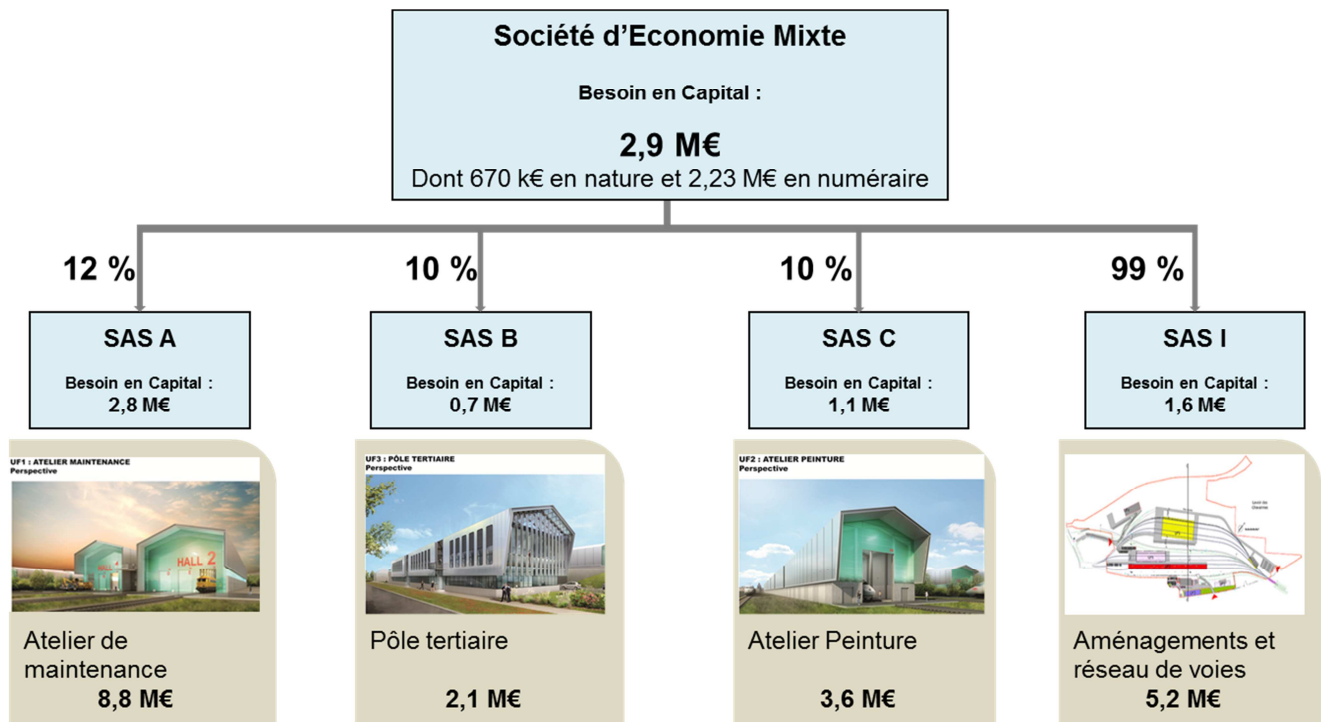 Société d'Economie Mixte
Besoin en Capital :
2,9 M€
Dont 670 k€ en nature et 2,23 M€ en numéraire
12 %
10 %
10 %
99 %
SAS A
Besoin en Capital :
2,8 M€
SAS B
Besoin en Capital :
0,7 M€
SAS C
Besoin en Capital :
1,1 M€
SAS I
Besoin en Capital :
1,6 M€
UF1 : ATELIER MAINTENANCE
Perspective
HALL 2
Atelier de
maintenance
8,8 M€
UF3 : PÔLE TERTIAIRE
Perspective
Pôle tertiaire
2,1 M€
UF2 : ATELIER PEINTURE
Perspective
Atelier Peinture
3,6 M€
Aménagements et
réseau de voies
5,2 M€